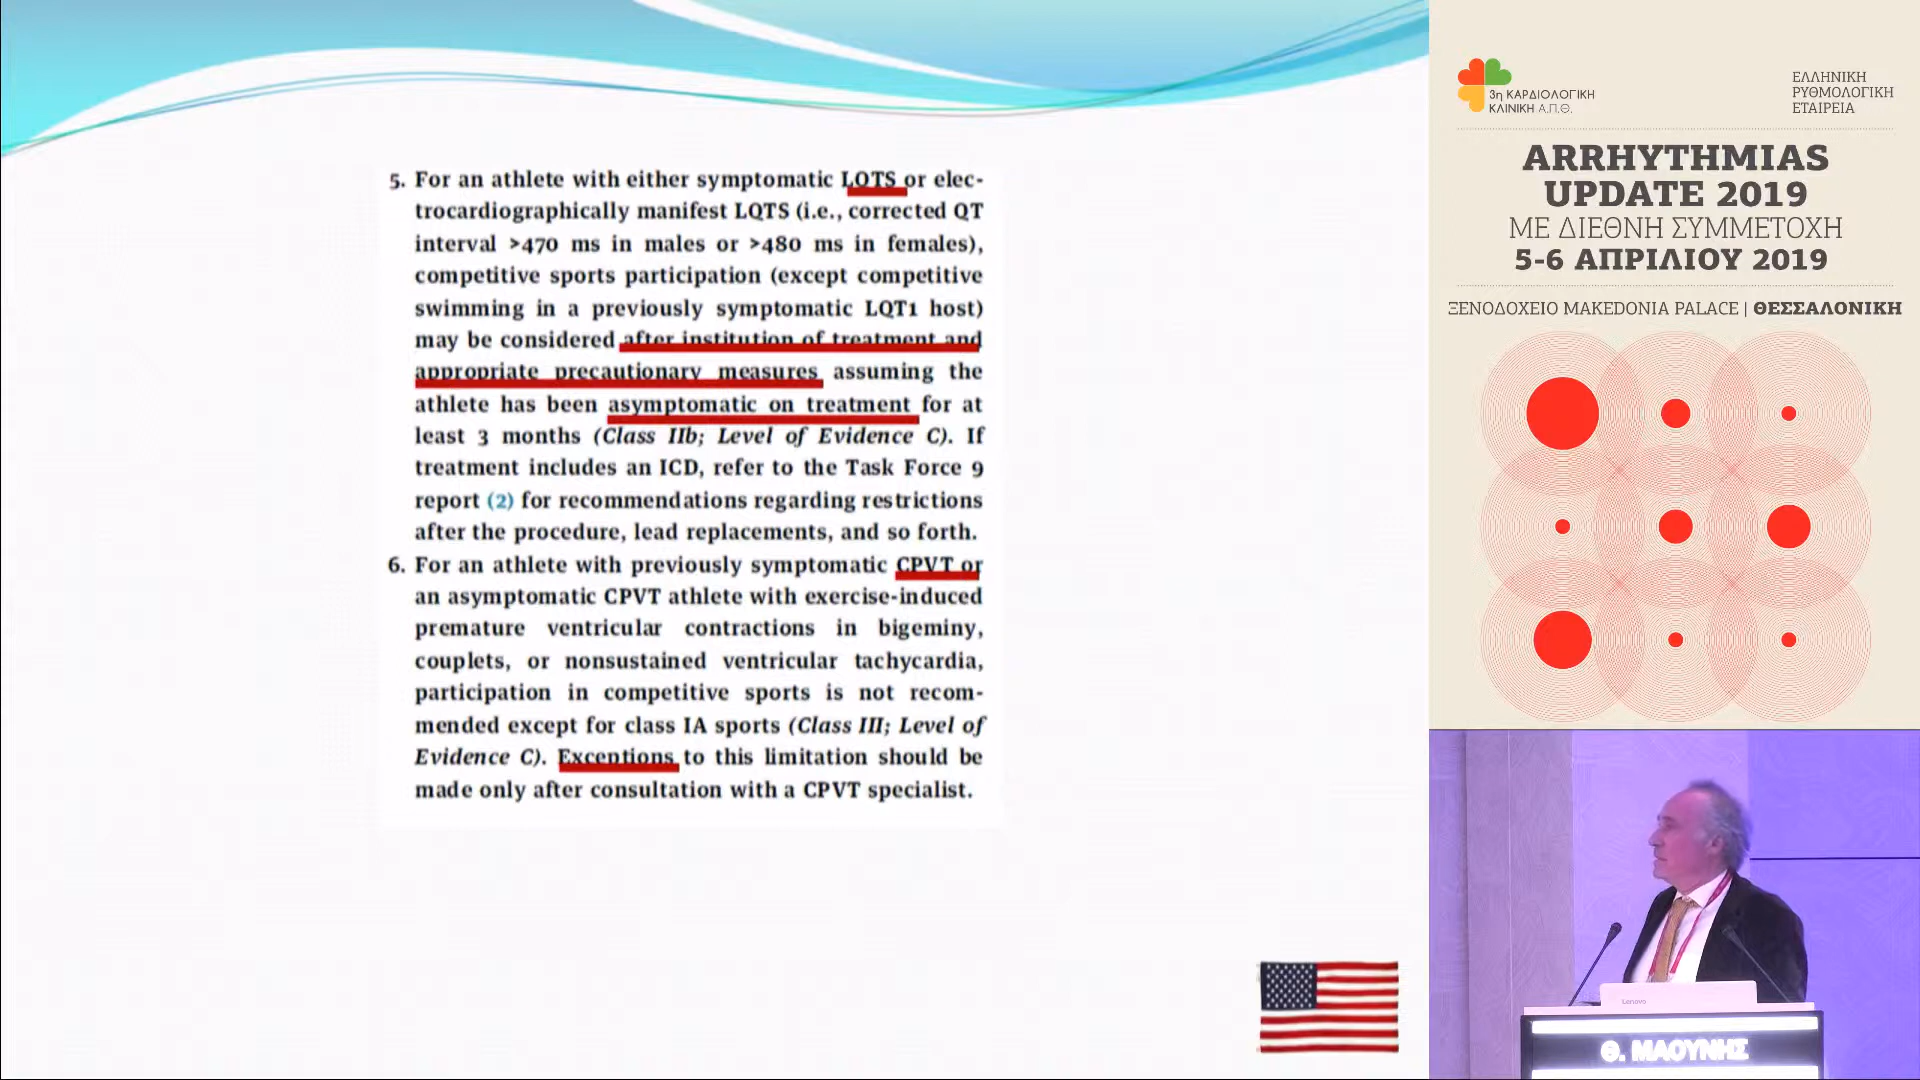 5. For an athlete with either symptomatic LQTS or elec-
trocardiographically manifest LQTS (i.e., corrected QT
interval >470 ms in males or >480 ms in females),
competitive sports participation (except competitive
swimming in a previously symptomatic LQT1 host)
may be considered after institution of treatment and
appropriate precautionary measures assuming the
athlete has been asymptomatic on treatment for at
least 3 months (Class IIb; Level of Evidence C). If
treatment includes an ICD, refer to the Task Force 9
report (2) for recommendations regarding restrictions
after the procedure, lead replacements, and so forth.
6. For an athlete with previously symptomatic CPVT or
an asymptomatic CPVT athlete with exercise-induced
premature ventricular contractions in bigeminy,
couplets, or nonsustained ventricular tachycardia,
participation in competitive sports is not recom-
mended except for class IA sports (Class III; Level of
Evidence C). Exceptions to this limitation should be
made only after consultation with a CPVT specialist.
3η ΚΑΡΔΙΟΛΟΓΙΚΗ
ΚΛΙΝΙΚΗ Α.Π.Θ.
ΕΛΛΗΝΙΚΗ
ΡΥΘΜΟΛΟΓΙΚΗ
ΕΤΑΙΡΕΙΑ
ARRHYTHMIAS
UPDATE 2019
ΜΕ ΔΙΕΘΝΗ ΣΥΜΜΕΤΟΧΗ
5-6 ΑΠΡΙΛΙΟΥ 2019
ΞΕΝΟΔΟΧΕΙΟ MAKEDONIA PALACE | ΘΕΣΣΑΛΟΝΙΚΗ
Lenovo
Θ. ΜΑΟΥΝΗΣ